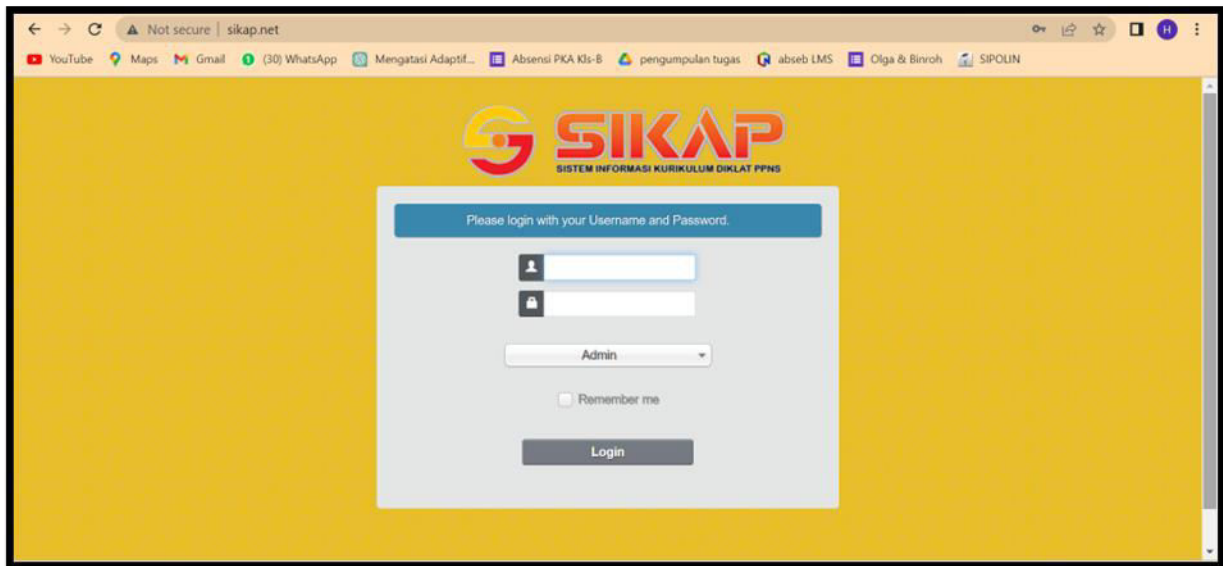 Not secure | sikap.net
H
YouTube Maps Gmail (30) WhatsApp Mengatasi Adaptif... Absensi PKA Kls-B pengumpulan tugas abseb LMS Olga & Binroh SIPOLIN
SIKAP
SISTEM INFORMASI KURIKULUM DIKLAT PPNS
Please login with your Username and Password.
Admin
Remember me
Login